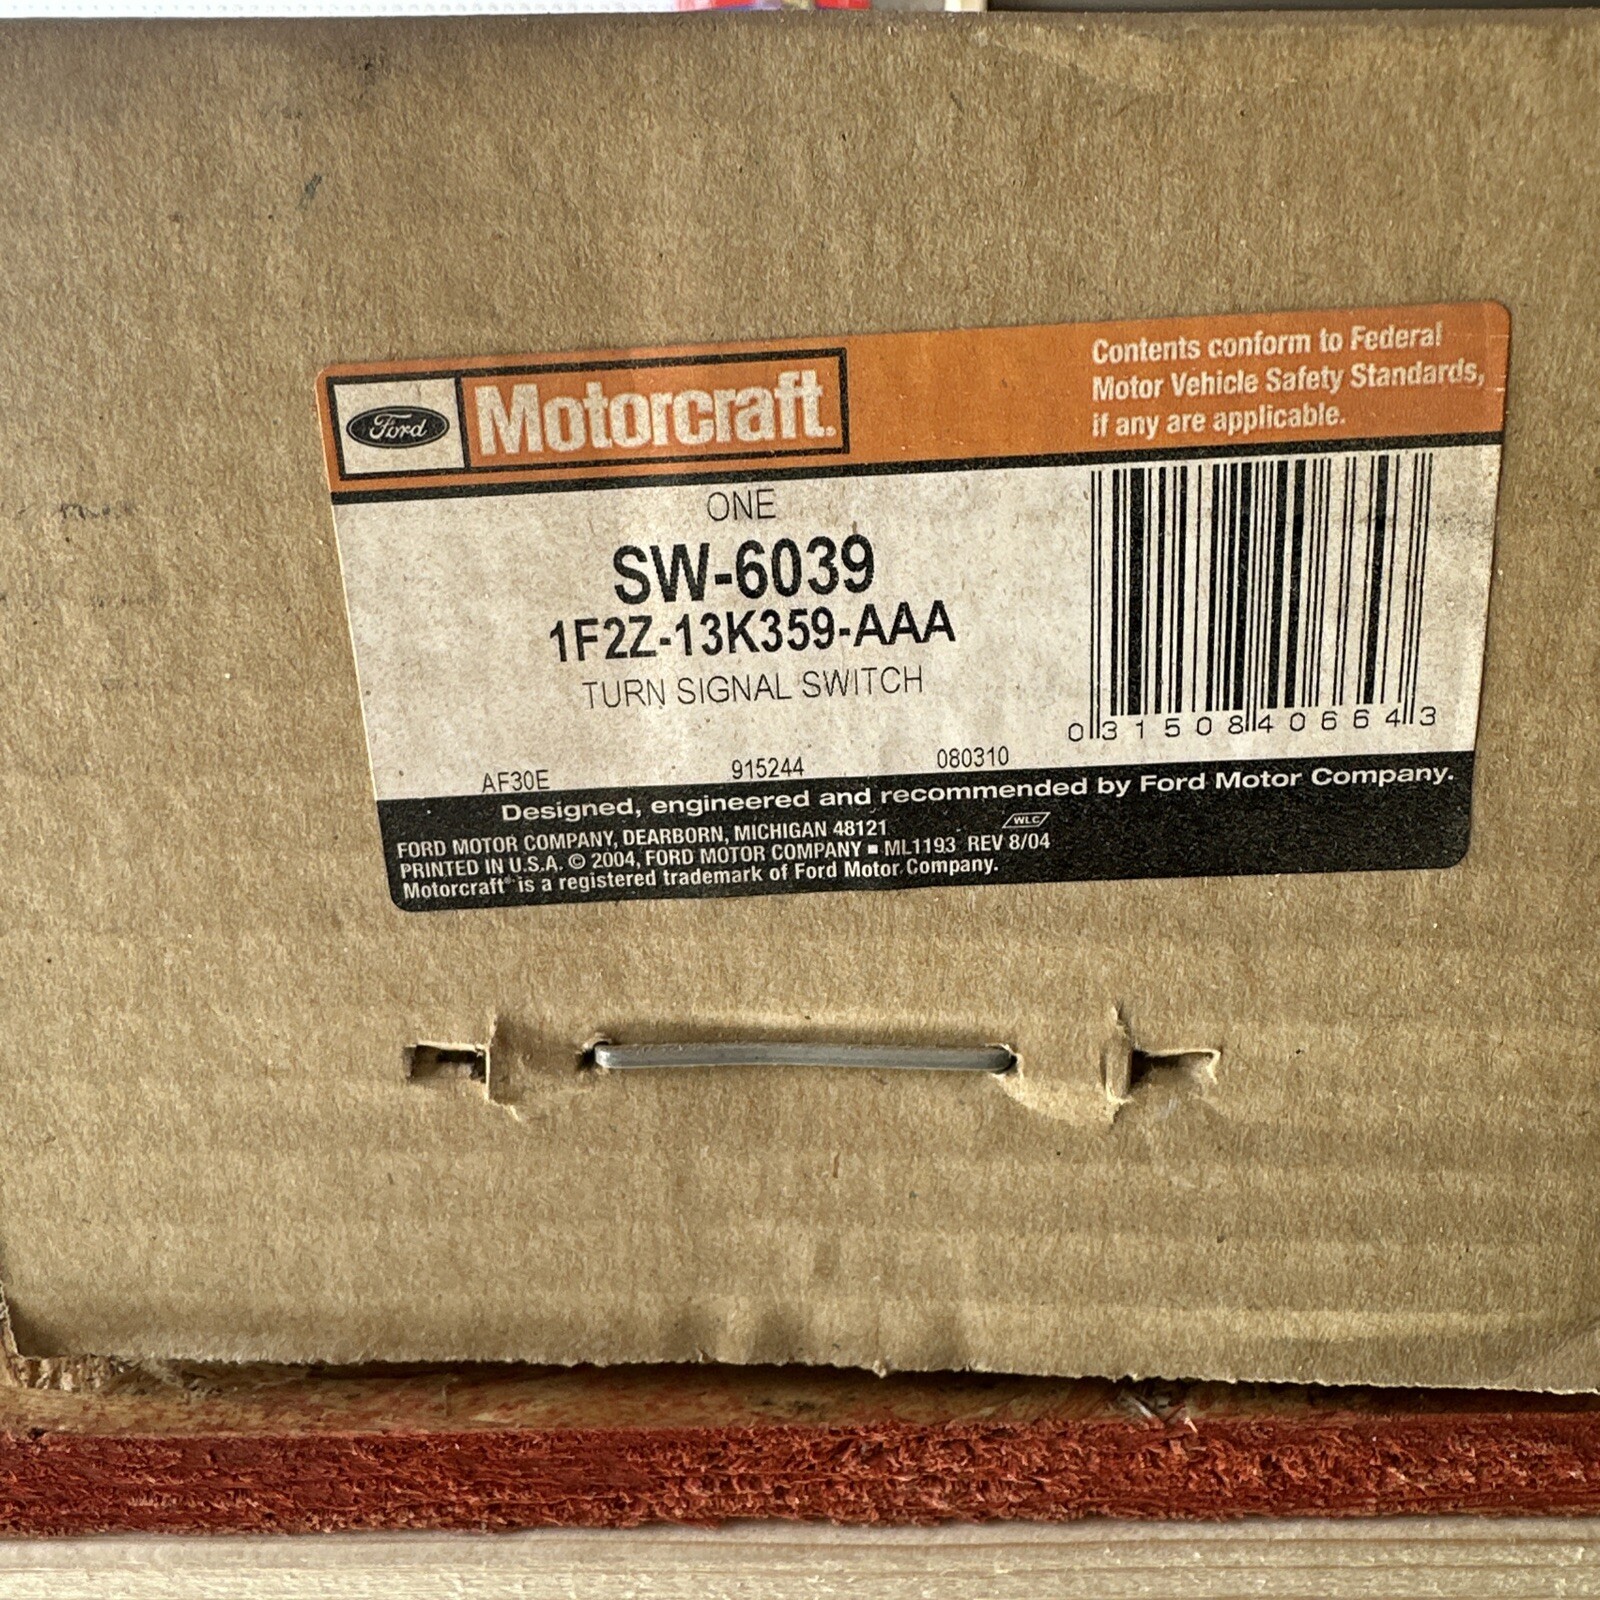 Ford
Motorcraft®
Contents conform to Federal
Motor Vehicle Safety Standards,
if any are applicable.
ONE
SW-6039
1F2Z-13K359-AAA
TURN SIGNAL SWITCH
0 31508 40664 3
AF30E 915244 080310
Designed, engineered and recommended by Ford Motor Company.
FORD MOTOR COMPANY, DEARBORN, MICHIGAN 48121 WLC
PRINTED IN U.S.A. © 2004, FORD MOTOR COMPANY ■ ML1193 REV 8/04
Motorcraft® is a registered trademark of Ford Motor Company.